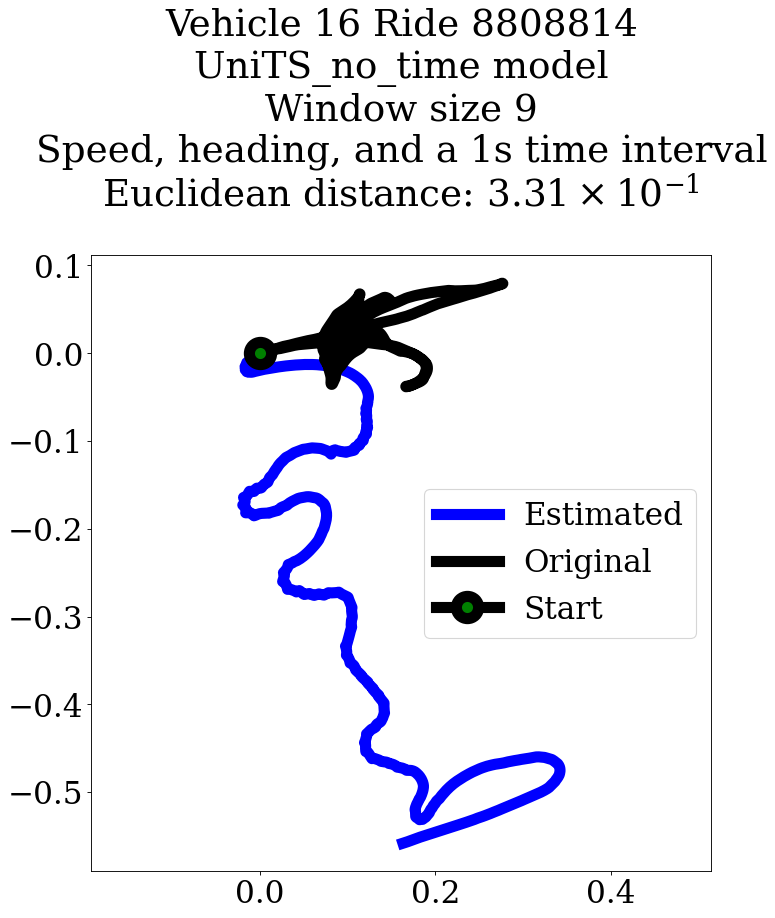 Vehicle 16 Ride 8808814
UniTS_no_time model
Window size 9
Speed, heading, and a 1s time interval
Euclidean distance: 3.31 × 10⁻¹
0.1
0.0
−0.1
−0.2
−0.3
−0.4
−0.5
Estimated
Original
Start
0.0 0.2 0.4